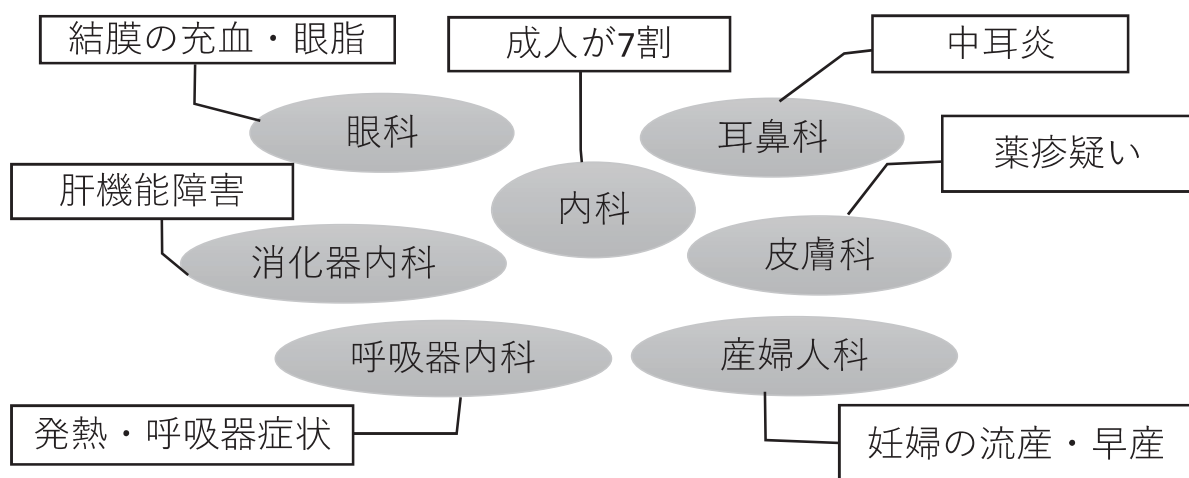 結膜の充血・眼脂
成人が7割
中耳炎
眼科
耳鼻科
薬疹疑い
肝機能障害
内科
消化器内科
皮膚科
呼吸器内科
産婦人科
発熱・呼吸器症状
妊婦の流産・早産